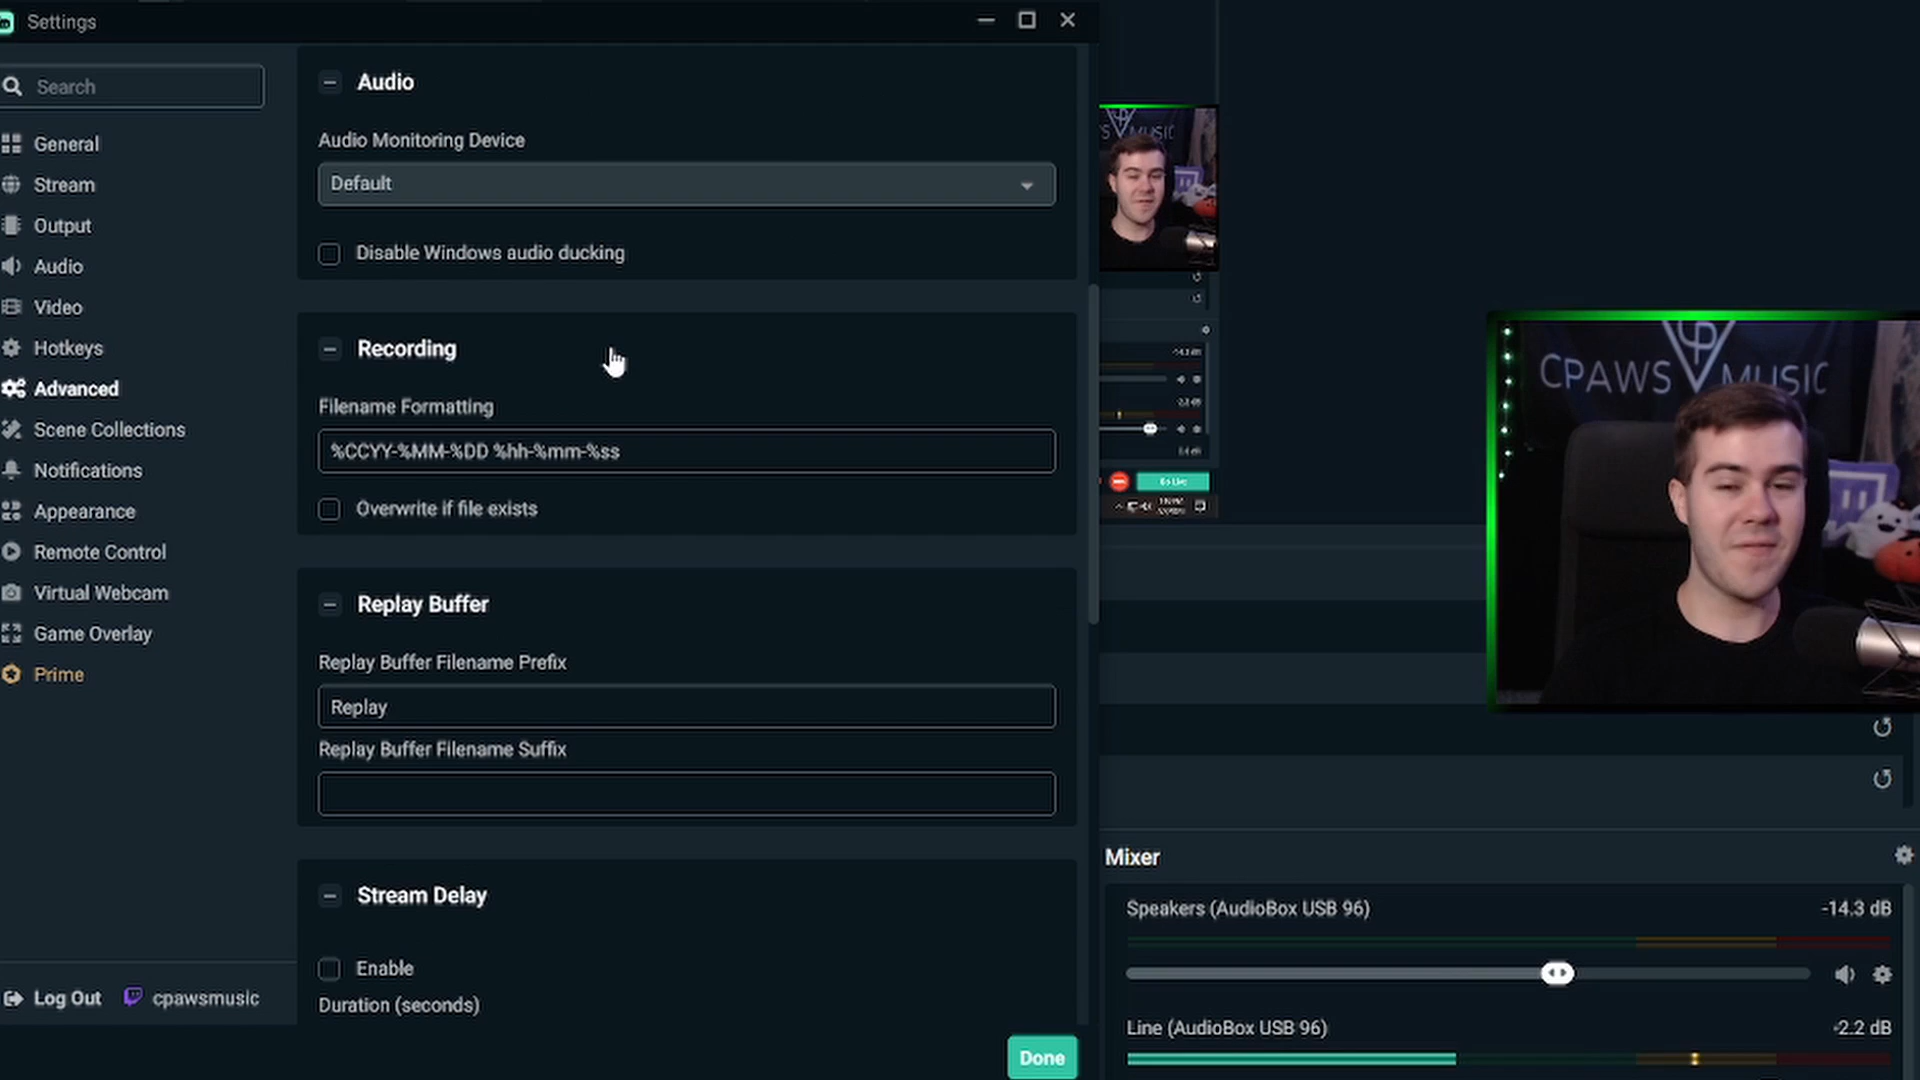 Settings
Search
General
Stream
Output
Audio
Video
Hotkeys
Advanced
Scene Collections
Notifications
Appearance
Remote Control
Virtual Webcam
Game Overlay
Prime
Log Out
cpawsmusic
Audio
Audio Monitoring Device
Default
Disable Windows audio ducking
Recording
Filename Formatting
%CCYY-%MM-%DD %hh-%mm-%ss
Overwrite if file exists
Replay Buffer
Replay Buffer Filename Prefix
Replay
Replay Buffer Filename Suffix
Stream Delay
Enable
Duration (seconds)
Done
MUSIC
Go Live
CPAWS MUSIC
Mixer
Speakers (AudioBox USB 96)
-14.3 dB
Line (AudioBox USB 96)
-2.2 dB